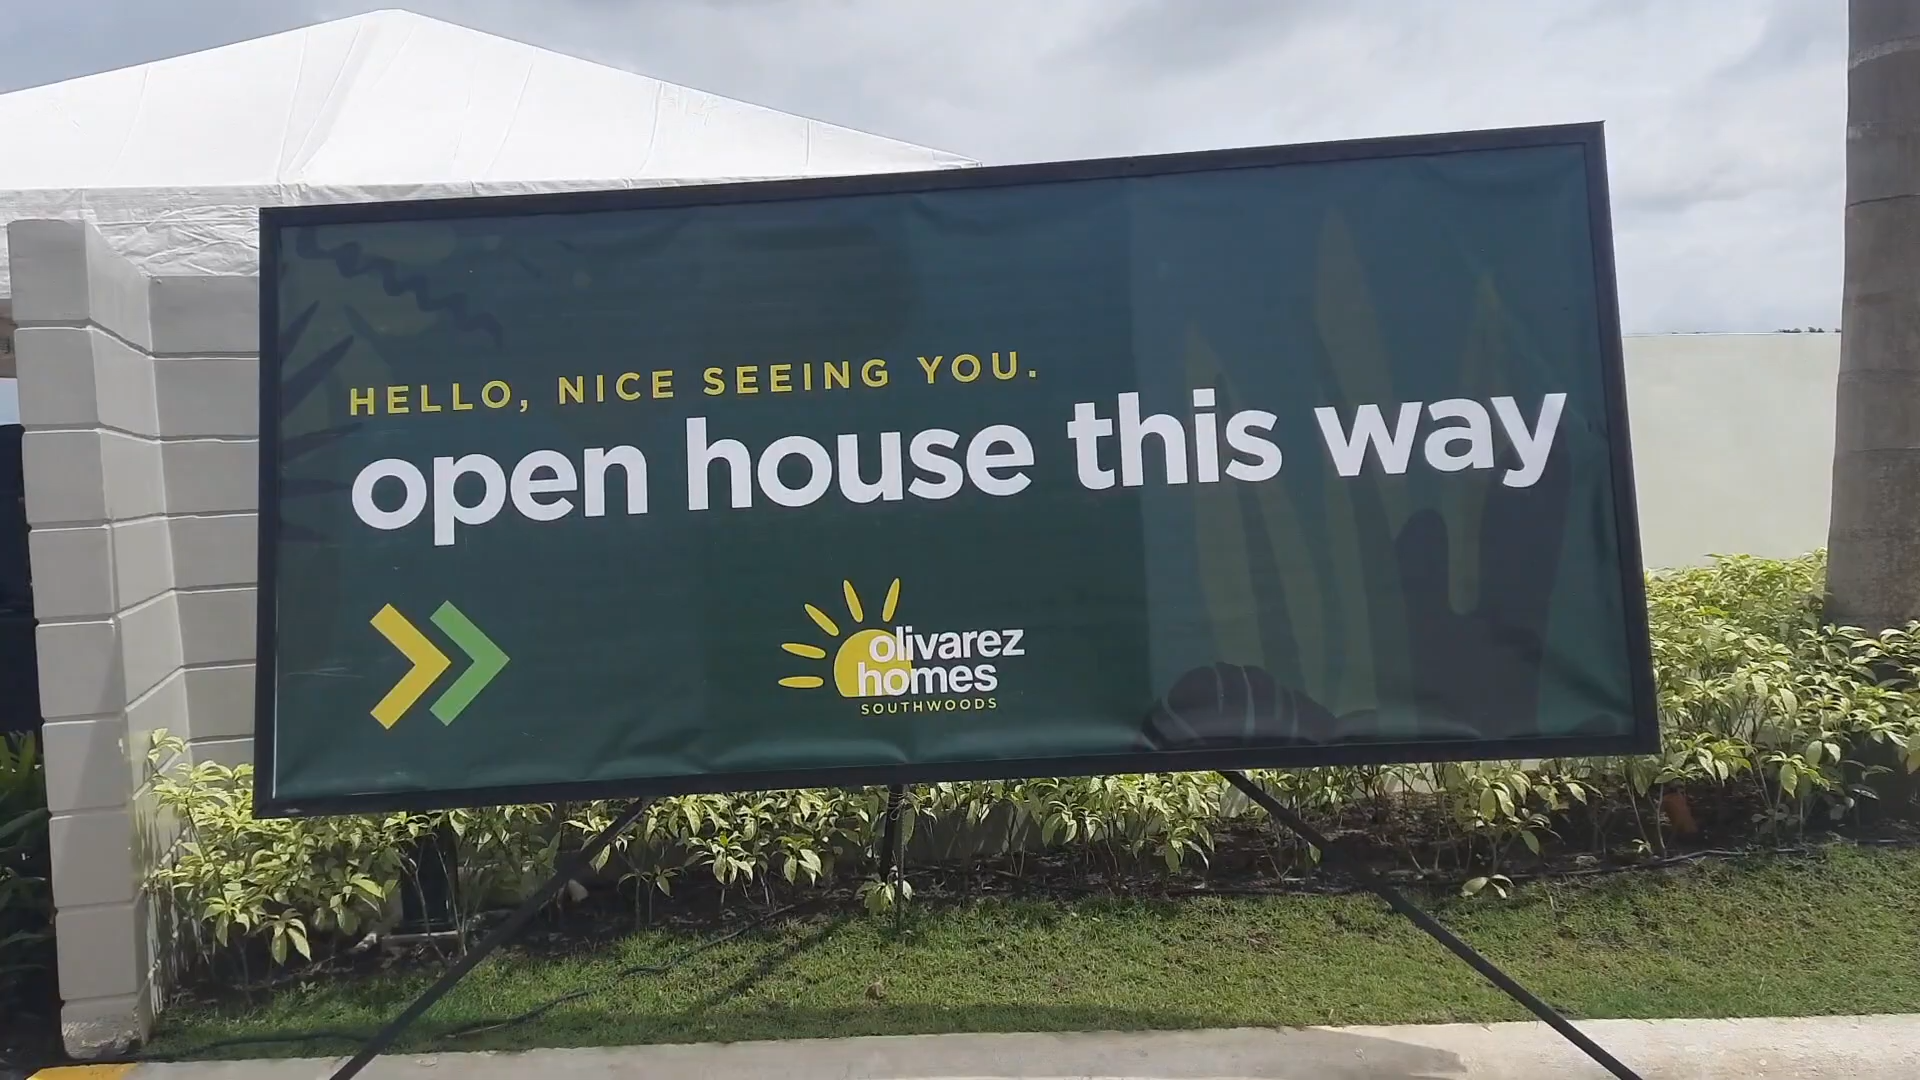 HELLO, NICE SEEING YOU.
open house this way
olivarez
homes
SOUTHWOODS